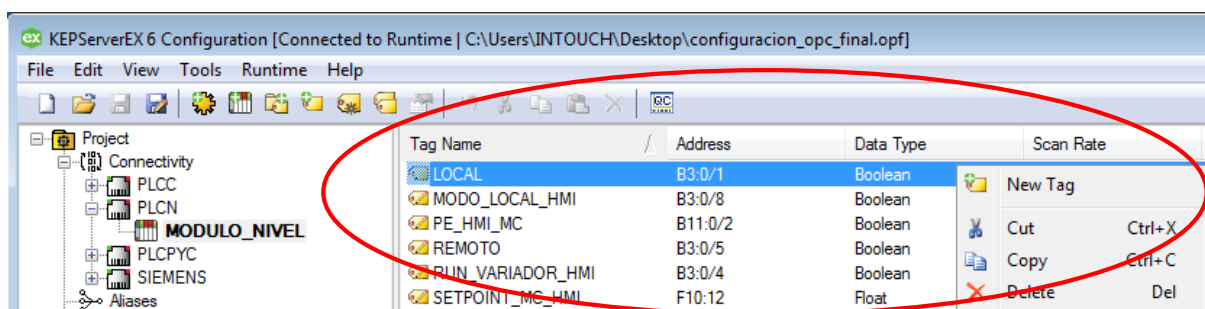 KEPServerEX 6 Configuration [Connected to Runtime | C:\Users\INTOUCH\Desktop\configuracion_opc_final.opf]
File Edit View Tools Runtime Help
Project
Connectivity
PLCC
PLCN
MODULO_NIVEL
PLCPYC
SIEMENS
Aliases
Tag Name / Address Data Type Scan Rate
LOCAL B3:0/1 Boolean
MODO_LOCAL_HMI B3:0/8 Boolean
PE_HMI_MC B11:0/2 Boolean
REMOTO B3:0/5 Boolean
RUN_VARIADOR_HMI B3:0/4 Boolean
SETPOINT_MC_HMI F10:12 Float
New Tag
Cut Ctrl+X
Copy Ctrl+C
Delete Del